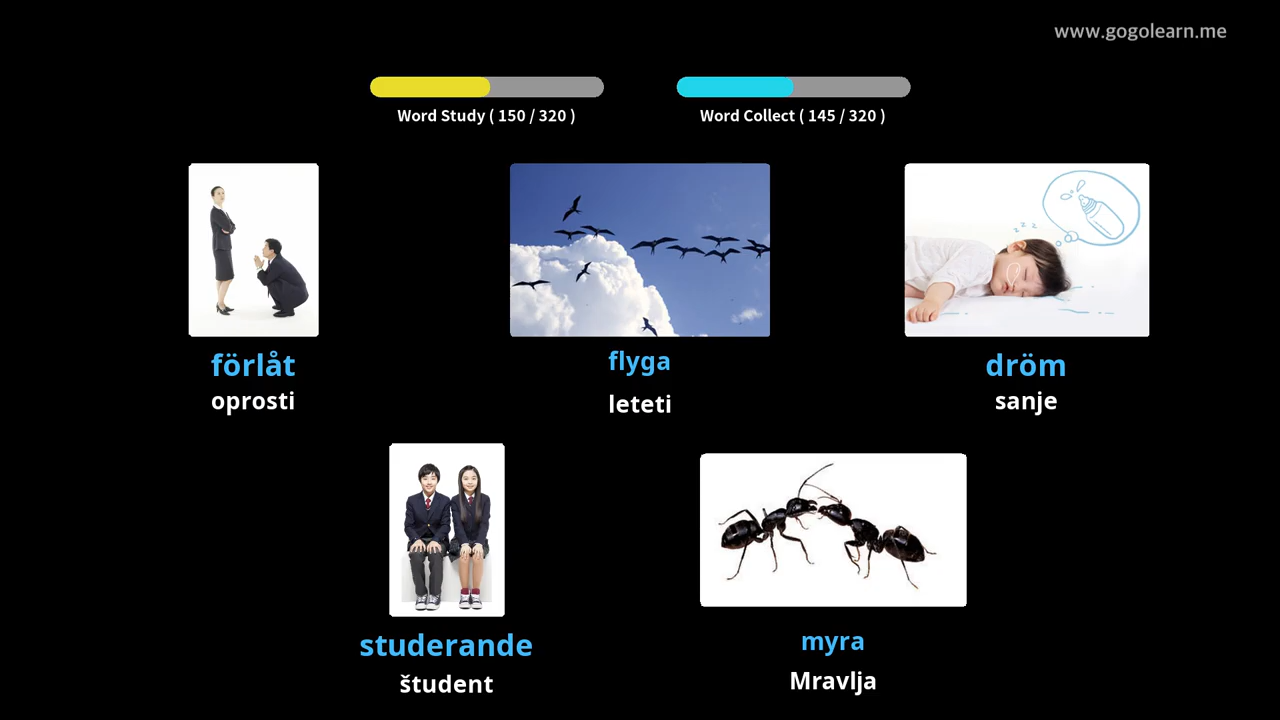 www.gogolearn.me
Word Study ( 150 / 320 )
Word Collect ( 145 / 320 )
förlåt
oprosti
flyga
leteti
dröm
sanje
studerande
študent
myra
Mravlja